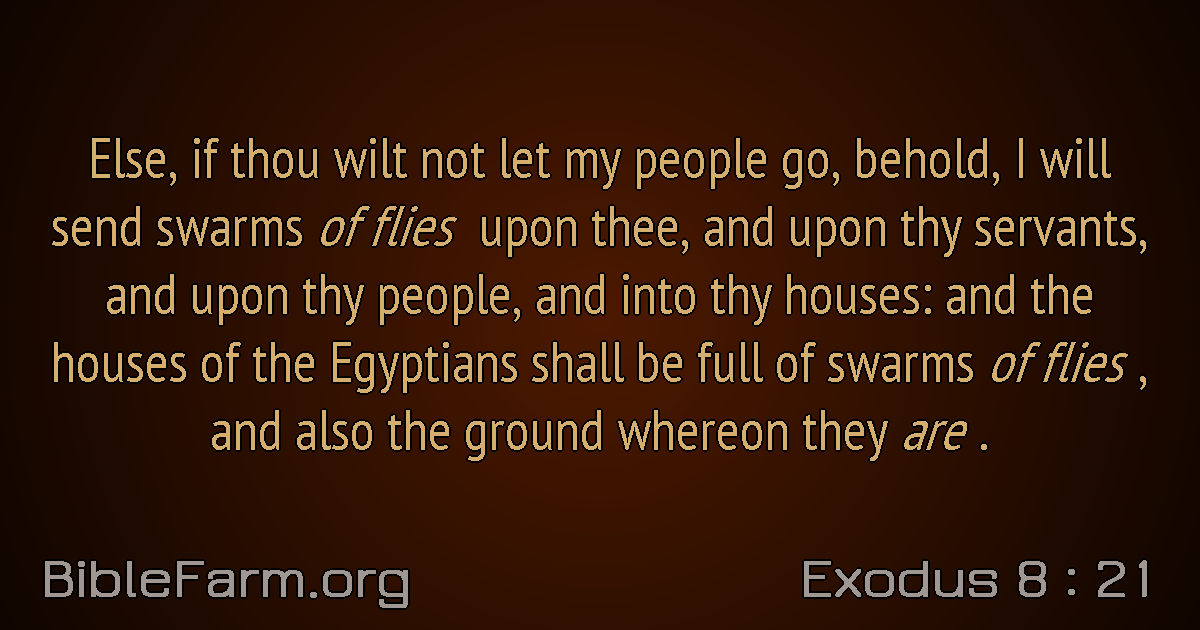 Else, if thou wilt not let my people go, behold, I will
send swarms of flies upon thee, and upon thy servants,
and upon thy people, and into thy houses: and the
houses of the Egyptians shall be full of swarms of flies ,
and also the ground whereon they are .
BibleFarm.org
Exodus 8 : 21